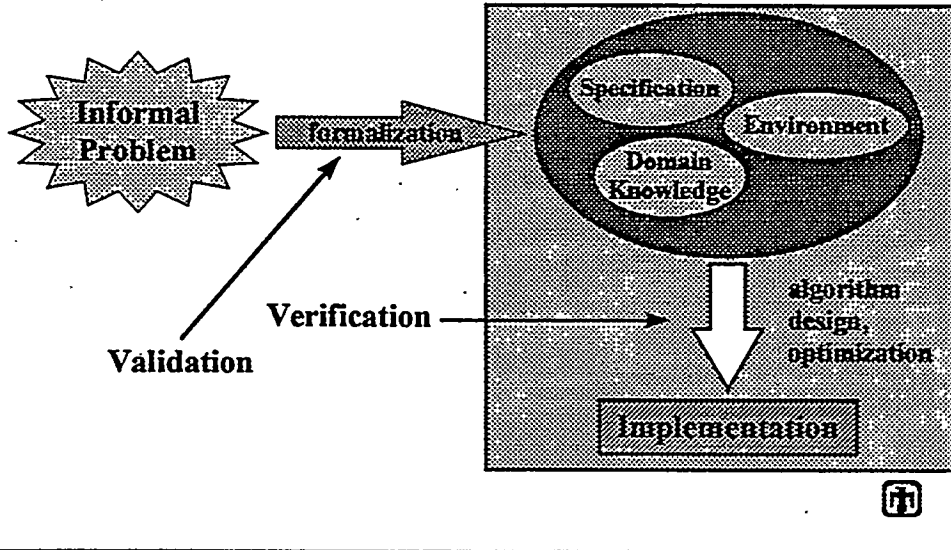 Informal
Problem
formalization
Specification
Environment
Domain
Knowledge
Verification
Validation
algorithm
design,
optimization
Implementation